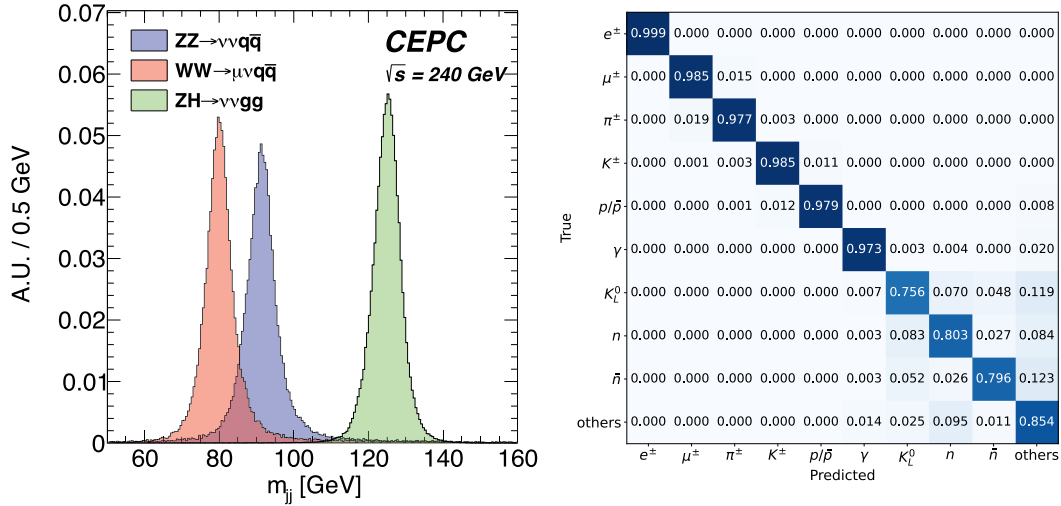 0.07
0.06
0.05
0.04
0.03
0.02
0.01
0
A.U. / 0.5 GeV
ZZ→ννqq̅
WW→μνqq̅
ZH→ννgg
CEPC
√s = 240 GeV
60 80 100 120 140 160
m_jj [GeV]
True
e± 0.999 0.000 0.000 0.000 0.000 0.000 0.000 0.000 0.000 0.000
μ± 0.000 0.985 0.015 0.000 0.000 0.000 0.000 0.000 0.000 0.000
π± 0.000 0.019 0.977 0.003 0.000 0.000 0.000 0.000 0.000 0.000
K± 0.000 0.001 0.003 0.985 0.011 0.000 0.000 0.000 0.000 0.000
p/p̅ 0.000 0.000 0.001 0.012 0.979 0.000 0.000 0.000 0.000 0.008
γ 0.000 0.000 0.000 0.000 0.000 0.973 0.003 0.004 0.000 0.020
K_L^0 0.000 0.000 0.000 0.000 0.000 0.007 0.756 0.070 0.048 0.119
n 0.000 0.000 0.000 0.000 0.000 0.003 0.083 0.803 0.027 0.084
n̅ 0.000 0.000 0.000 0.000 0.000 0.003 0.052 0.026 0.796 0.123
others 0.000 0.000 0.000 0.000 0.000 0.014 0.025 0.095 0.011 0.854
e± μ± π± K± p/p̅ γ K_L^0 n n̅ others
Predicted